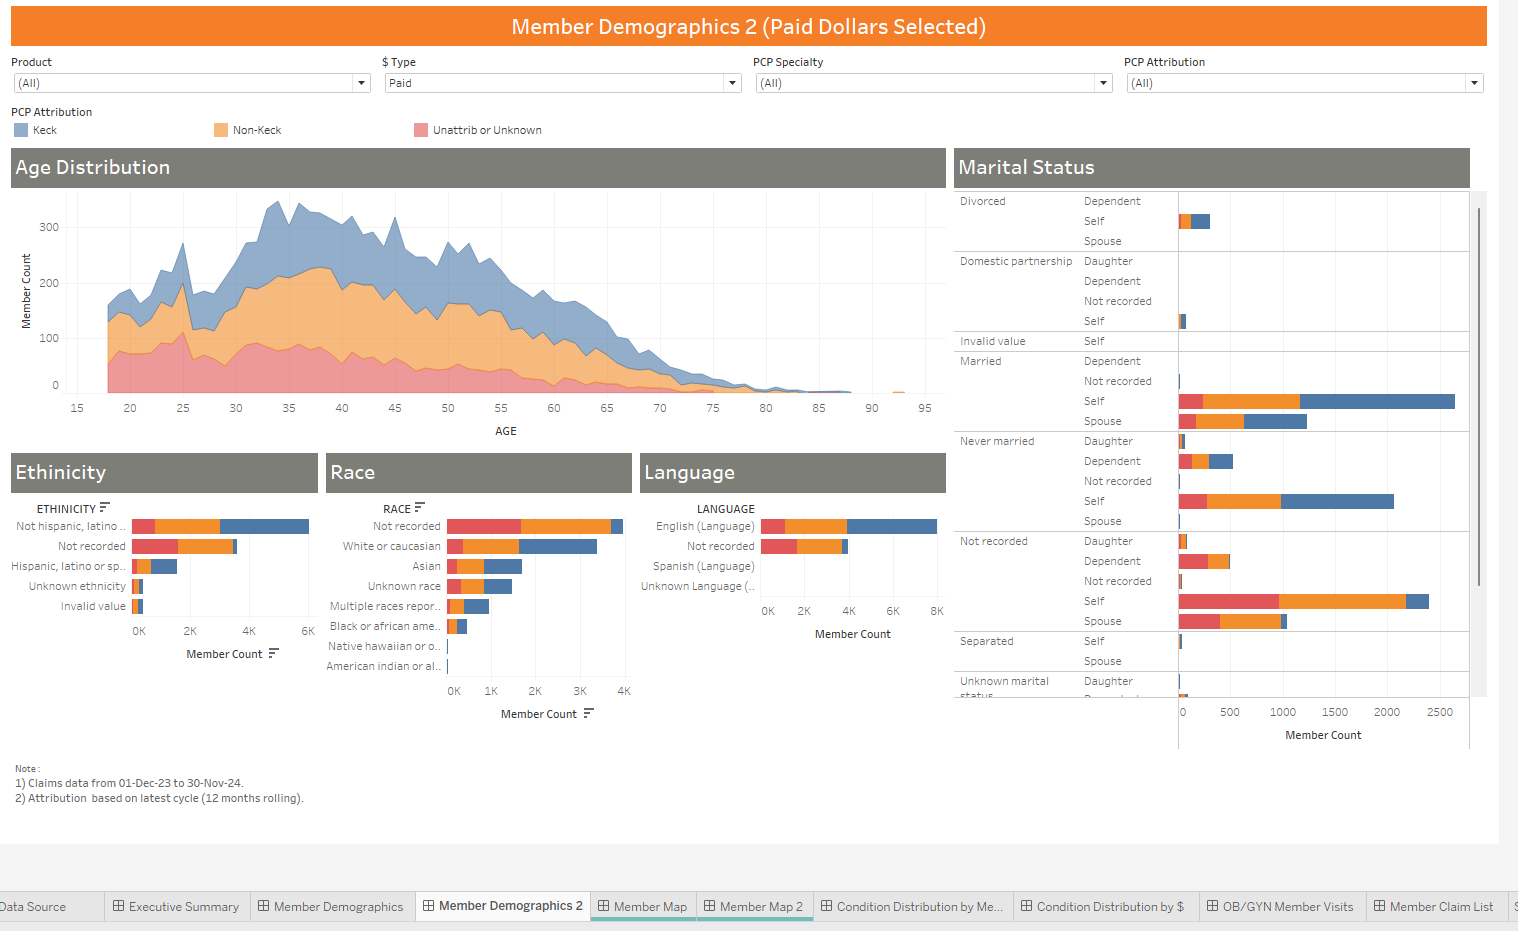 Member Demographics 2 (Paid Dollars Selected)
Product
$ Type
PCP Specialty
PCP Attribution
(All)
Paid
(All)
(All)
PCP Attribution
Keck
Non-Keck
Unattrib or Unknown
Age Distribution
Member Count
300
200
100
0
15 20 25 30 35 40 45 50 55 60 65 70 75 80 85 90 95
AGE
Marital Status
Divorced Dependent
Self
Spouse
Domestic partnership Daughter
Dependent
Not recorded
Self
Invalid value Self
Married Dependent
Not recorded
Self
Spouse
Never married Daughter
Dependent
Not recorded
Self
Spouse
Not recorded Daughter
Dependent
Not recorded
Self
Spouse
Separated Self
Spouse
Unknown marital Daughter
status
0 500 1000 1500 2000 2500
Member Count
Ethinicity
ETHINICITY
Not hispanic, latino ..
Not recorded
Hispanic, latino or sp..
Unknown ethnicity
Invalid value
0K 2K 4K 6K
Member Count
Race
RACE
Not recorded
White or caucasian
Asian
Unknown race
Multiple races repor..
Black or african ame..
Native hawaiian or o..
American indian or al..
0K 1K 2K 3K 4K
Member Count
Language
LANGUAGE
English (Language)
Not recorded
Spanish (Language)
Unknown Language (..
0K 2K 4K 6K 8K
Member Count
Note :
1) Claims data from 01-Dec-23 to 30-Nov-24.
2) Attribution based on latest cycle (12 months rolling).
Data Source
Executive Summary
Member Demographics
Member Demographics 2
Member Map
Member Map 2
Condition Distribution by Me...
Condition Distribution by $
OB/GYN Member Visits
Member Claim List